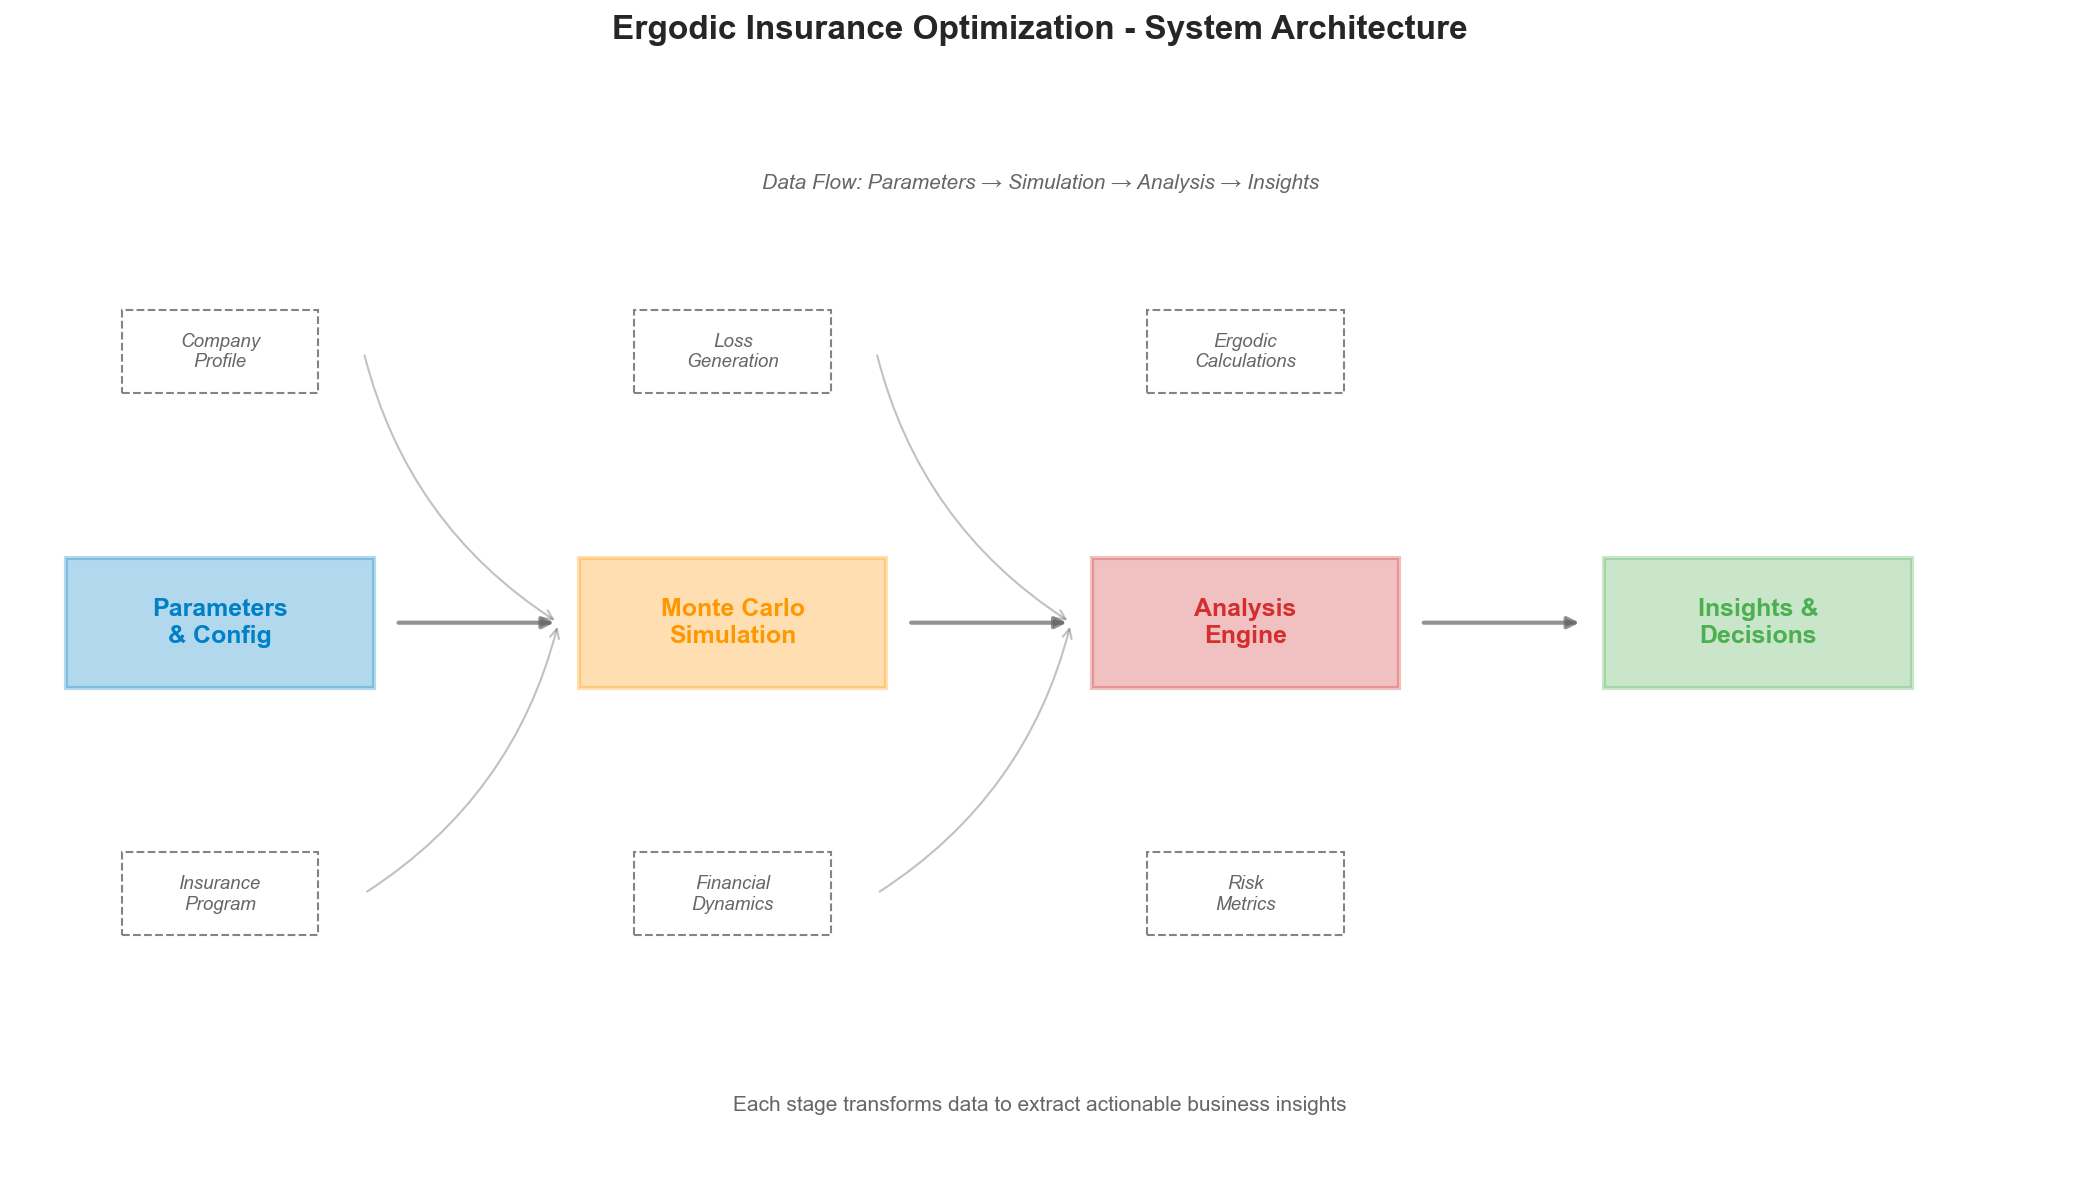 Ergodic Insurance Optimization - System Architecture
Data Flow: Parameters → Simulation → Analysis → Insights
Company
Profile
Loss
Generation
Ergodic
Calculations
Parameters
& Config
Monte Carlo
Simulation
Analysis
Engine
Insights &
Decisions
Insurance
Program
Financial
Dynamics
Risk
Metrics
Each stage transforms data to extract actionable business insights